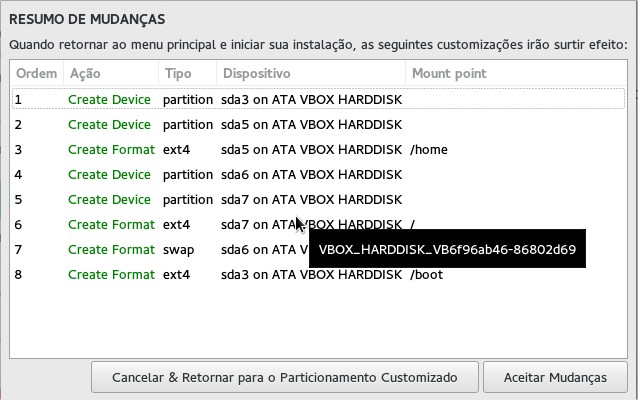 RESUMO DE MUDANÇAS
Quando retornar ao menu principal e iniciar sua instalação, as seguintes customizações irão surtir efeito:
Ordem Ação Tipo Dispositivo Mount point
1 Create Device partition sda3 on ATA VBOX HARDDISK
2 Create Device partition sda5 on ATA VBOX HARDDISK
3 Create Format ext4 sda5 on ATA VBOX HARDDISK /home
4 Create Device partition sda6 on ATA VBOX HARDDISK
5 Create Device partition sda7 on ATA VBOX HARDDISK
6 Create Format ext4 sda7 on ATA VBOX HARDDISK /
7 Create Format swap sda6 on ATA V
VBOX_HARDDISK_VB6f96ab46-86802d69
8 Create Format ext4 sda3 on ATA VBOX HARDDISK /boot
Cancelar & Retornar para o Particionamento Customizado Aceitar Mudanças